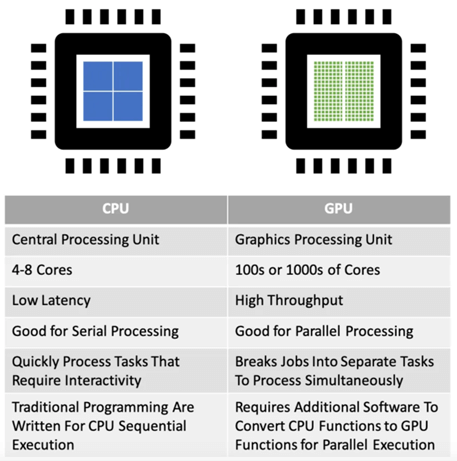 CPU GPU
Central Processing Unit Graphics Processing Unit
4-8 Cores 100s or 1000s of Cores
Low Latency High Throughput
Good for Serial Processing Good for Parallel Processing
Quickly Process Tasks That Breaks Jobs Into Separate Tasks
Require Interactivity To Process Simultaneously
Traditional Programming Are Requires Additional Software To
Written For CPU Sequential Convert CPU Functions to GPU
Execution Functions for Parallel Execution